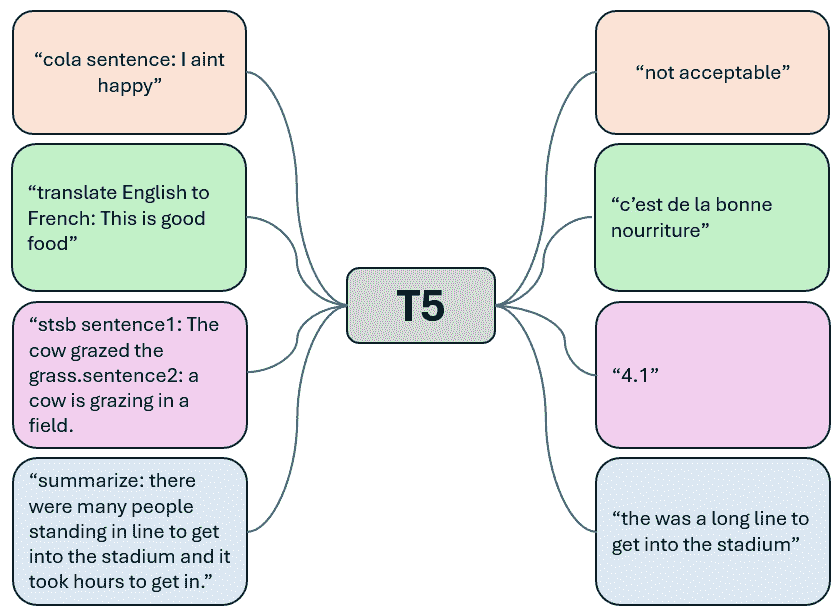 “cola sentence: I aint
happy”
“not acceptable”
“translate English to
French: This is good
food”
“c’est de la bonne
nourriture”
T5
“stsb sentence1: The
cow grazed the
grass.sentence2: a
cow is grazing in a
field.
“4.1”
“summarize: there
were many people
standing in line to get
into the stadium and it
took hours to get in.”
“the was a long line to
get into the stadium”